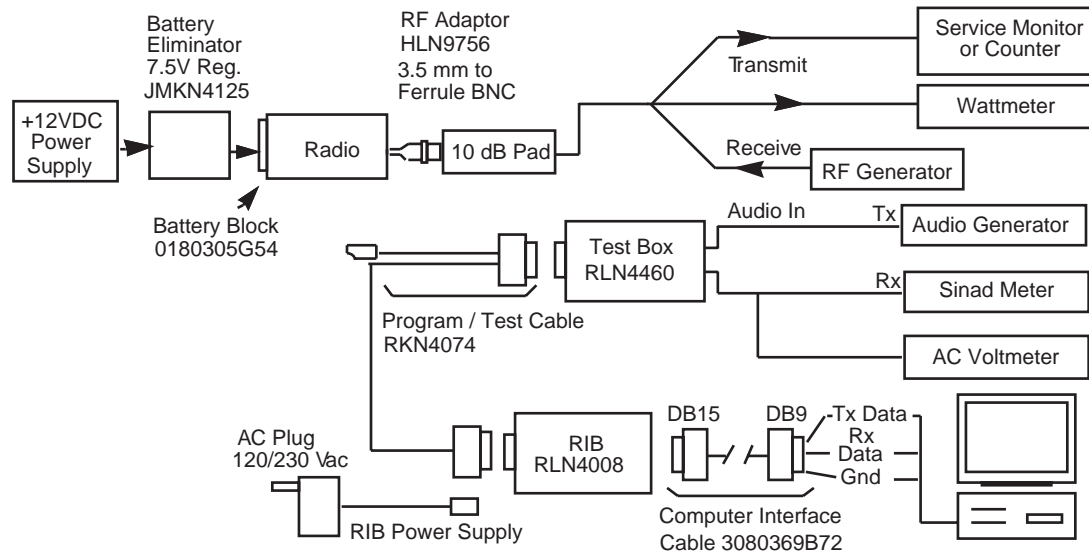 Battery
Eliminator
7.5V Reg.
JMKN4125
RF Adaptor
HLN9756
3.5 mm to
Ferrule BNC
Service Monitor
or Counter
Transmit
Wattmeter
+12VDC
Power
Supply
Radio
10 dB Pad
Receive
RF Generator
Battery Block
0180305G54
Audio In
Tx
Audio Generator
Test Box
RLN4460
Rx
Sinad Meter
Program / Test Cable
RKN4074
AC Voltmeter
DB15
DB9
Tx Data
Rx
Data
Gnd
AC Plug
120/230 Vac
RIB
RLN4008
RIB Power Supply
Computer Interface
Cable 3080369B72